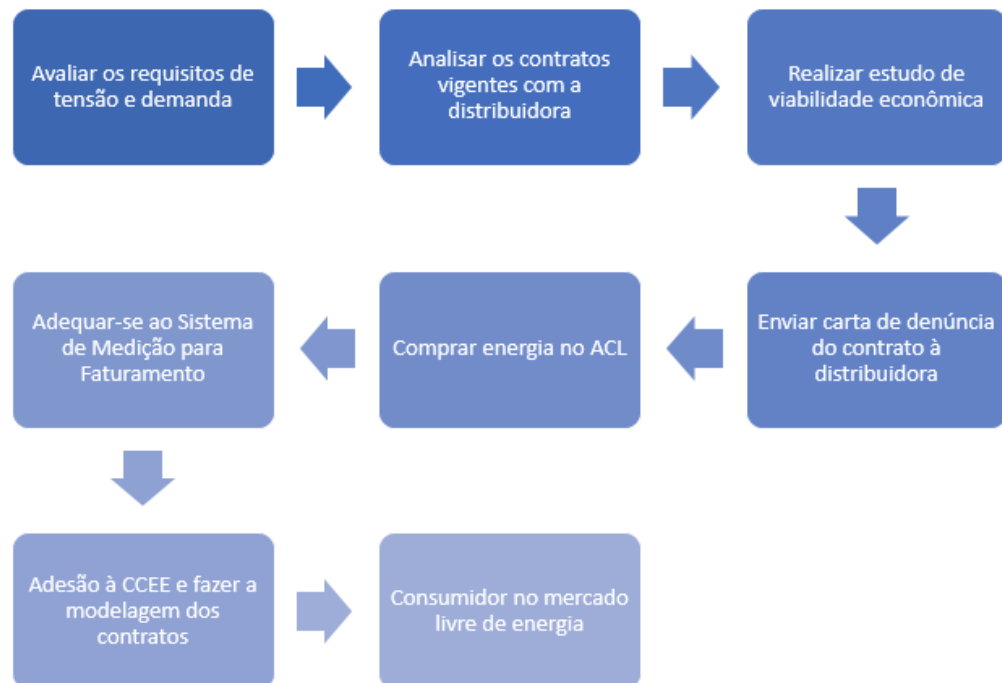 Avaliar os requisitos de
tensão e demanda
Analisar os contratos
vigentes com a
distribuidora
Realizar estudo de
viabilidade econômica
Enviar carta de denúncia
do contrato à
distribuidora
Comprar energia no ACL
Adequar-se ao Sistema
de Medição para
Faturamento
Adesão à CCEE e fazer a
modelagem dos
contratos
Consumidor no mercado
livre de energia